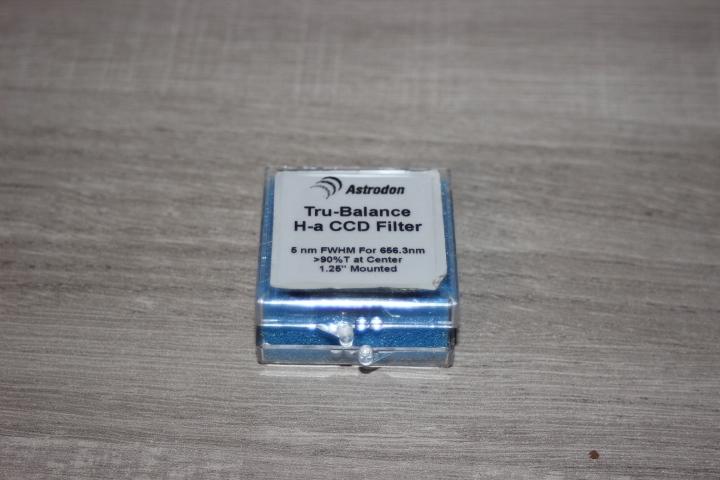 Astrodon
Tru-Balance
H-a CCD Filter
5 nm FWHM For 656.3nm
>90%T at Center
1.25" Mounted